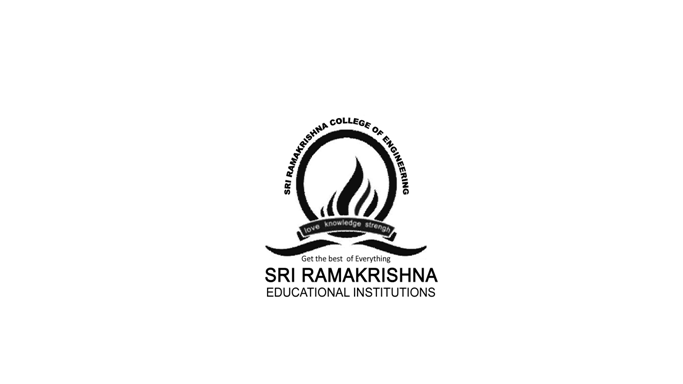 SRI RAMAKRISHNA COLLEGE OF ENGINEERING
love knowledge strengh
Get the best of Everything
SRI RAMAKRISHNA
EDUCATIONAL INSTITUTIONS